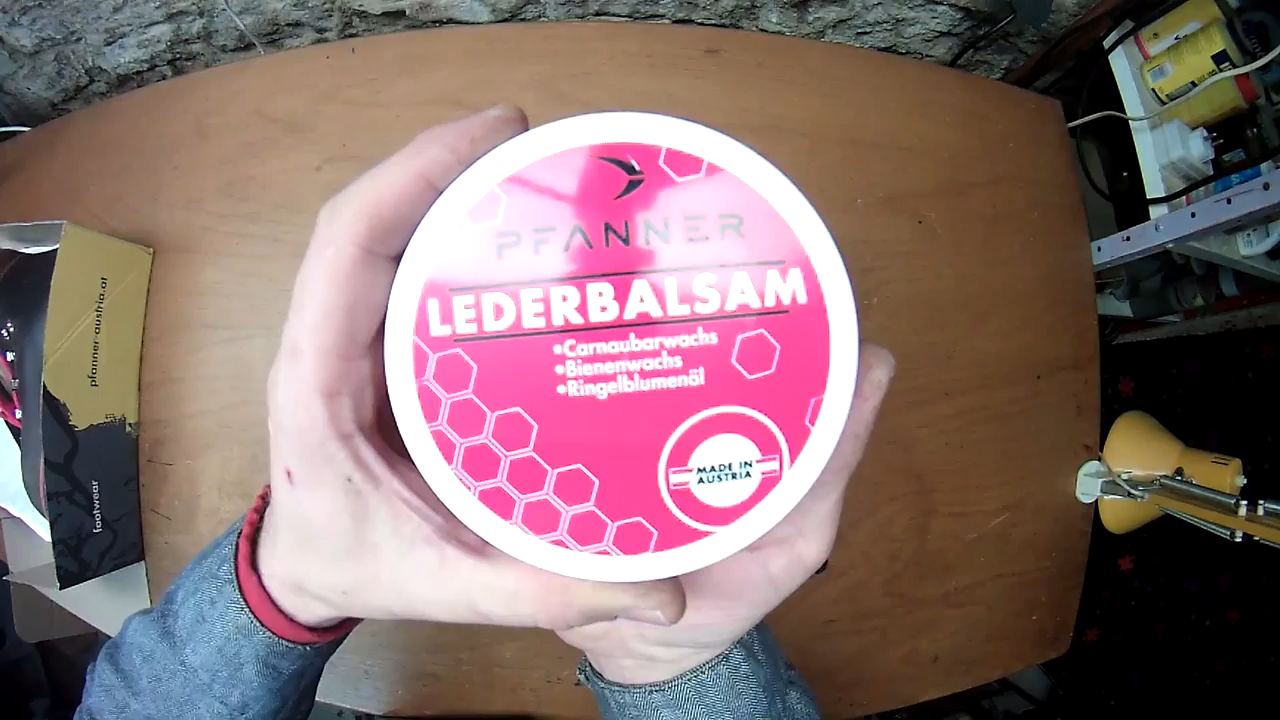 PFANNER
LEDERBALSAM
•Carnaubarwachs
•Bienenwachs
•Ringelblumenöl
MADE IN
AUSTRIA
pfanner-austria.at
footwear